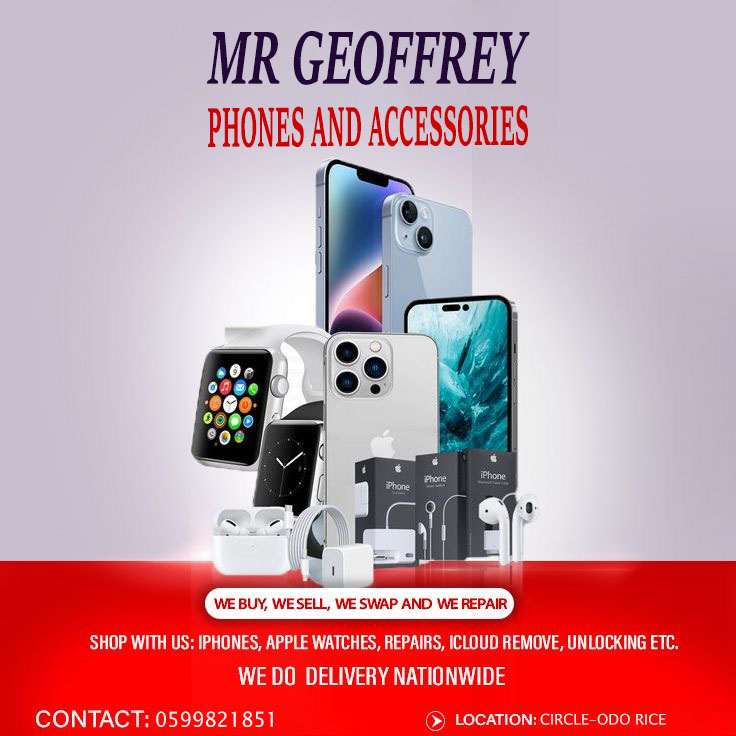 MR GEOFFREY
PHONES AND ACCESSORIES
iPhone
iPhone
iPhone
WE BUY, WE SELL, WE SWAP AND WE REPAIR
SHOP WITH US: IPHONES, APPLE WATCHES, REPAIRS, ICLOUD REMOVE, UNLOCKING ETC.
WE DO DELIVERY NATIONWIDE
CONTACT: 0599821851
LOCATION: CIRCLE-ODO RICE